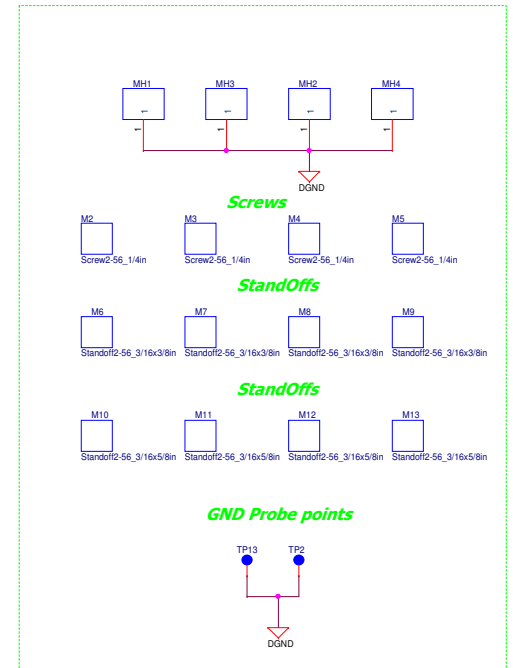 MH1 MH3 MH2 MH4
1 1 1 1
1 1 1 1
DGND
Screws
M2 M3 M4 M5
Screw2-56_1/4in Screw2-56_1/4in Screw2-56_1/4in Screw2-56_1/4in
StandOffs
M6 M7 M8 M9
Standoff2-56_3/16x3/8in Standoff2-56_3/16x3/8in Standoff2-56_3/16x3/8in Standoff2-56_3/16x3/8in
StandOffs
M10 M11 M12 M13
Standoff2-56_3/16x5/8in Standoff2-56_3/16x5/8in Standoff2-56_3/16x5/8in Standoff2-56_3/16x5/8in
GND Probe points
TP13 TP2
DGND